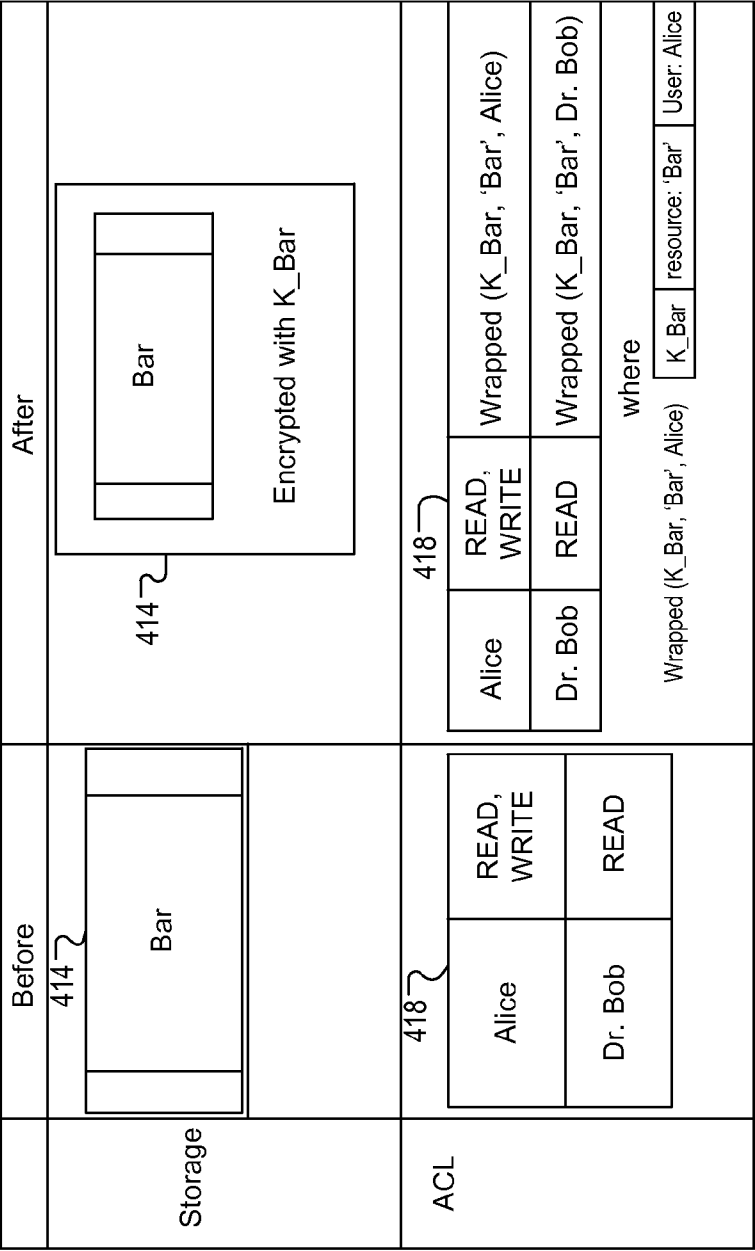 Before
After
Storage
414
Bar
414
Bar
Encrypted with K_Bar
ACL
418
Alice
READ,
WRITE
Dr. Bob
READ
418
Alice
READ,
WRITE
Wrapped (K_Bar, ‘Bar’, Alice)
Dr. Bob
READ
Wrapped (K_Bar, ‘Bar’, Dr. Bob)
where
Wrapped (K_Bar, ‘Bar’, Alice)
K_Bar
resource: ‘Bar’
User: Alice